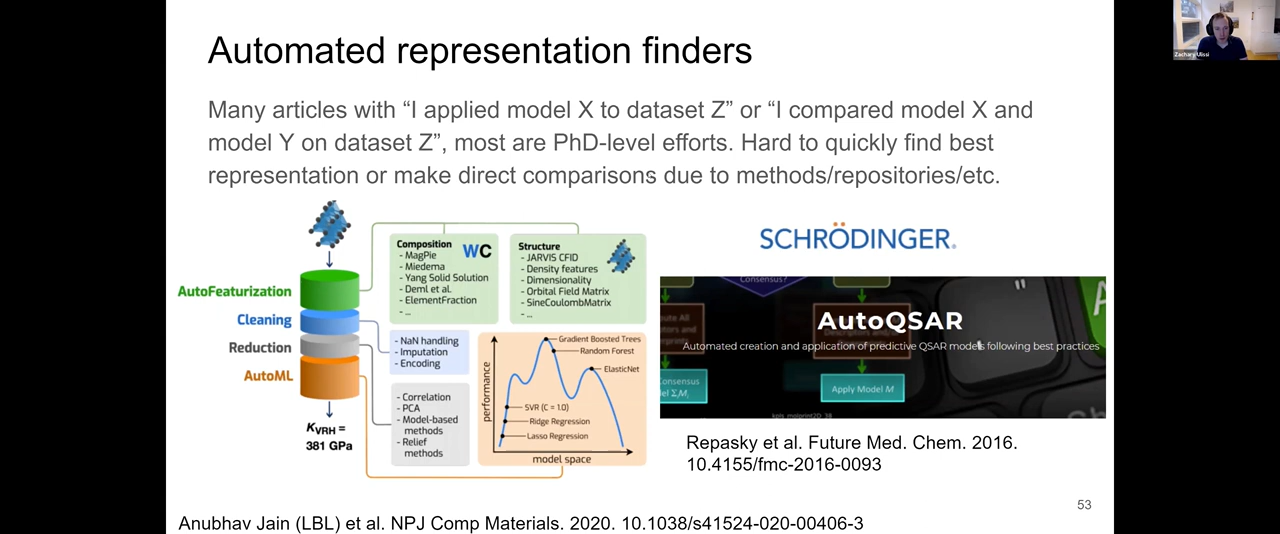 Automated representation finders
Zachary Ulissi
Many articles with “I applied model X to dataset Z” or “I compared model X and
model Y on dataset Z”, most are PhD-level efforts. Hard to quickly find best
representation or make direct comparisons due to methods/repositories/etc.
AutoFeaturization
Cleaning
Reduction
AutoML
KVRH =
381 GPa
Composition
WC
- MagPie
- Miedema
- Yang Solid Solution
- Deml et al.
- ElementFraction
- ...
Structure
- JARVIS CFID
- Density features
- Dimensionality
- Orbital Field Matrix
- SineCoulombMatrix
- ...
- NaN handling
- Imputation
- Encoding
- Correlation
- PCA
- Model-based
methods
- Relief
methods
performance
Gradient Boosted Trees
Random Forest
ElasticNet
SVR (C = 1.0)
Ridge Regression
Lasso Regression
model space
SCHRÖDINGER.
Consensus?
AutoQSAR
Automated creation and application of predictive QSAR models following best practices
Apply Model M
Repasky et al. Future Med. Chem. 2016.
10.4155/fmc-2016-0093
53
Anubhav Jain (LBL) et al. NPJ Comp Materials. 2020. 10.1038/s41524-020-00406-3